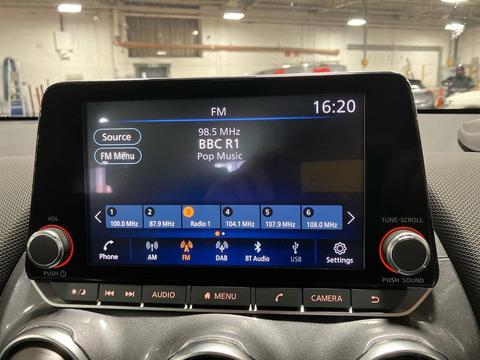 FM
16:20
Source
98.5 MHz
BBC R1
FM Menu
Pop Music
1 2 3 4 5 6
100.0 MHz 87.9 MHz Radio 1 104.1 MHz 107.9 MHz 108.0 MHz
VOL
TUNE·SCROLL
Phone AM FM DAB BT Audio USB Settings
PUSH
PUSH SOUND
AUDIO MENU CAMERA